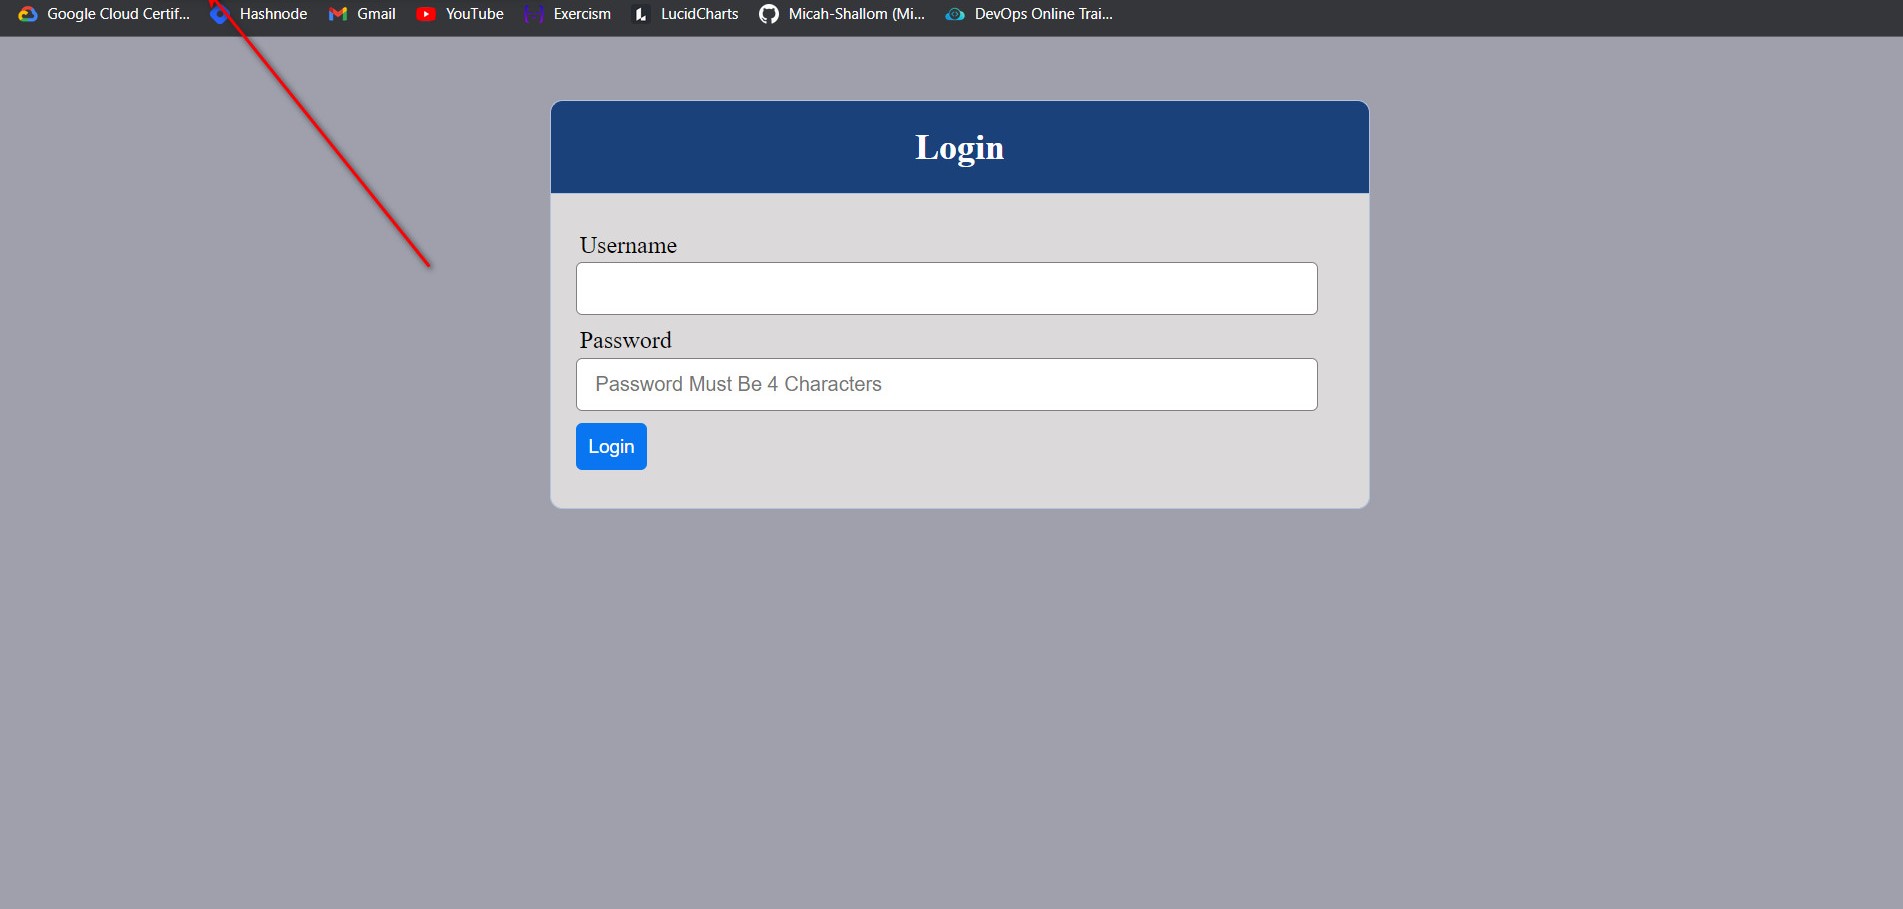 Google Cloud Certif... Hashnode Gmail YouTube Exercism LucidCharts Micah-Shallom (Mi... DevOps Online Trai...
Login
Username
Password
Password Must Be 4 Characters
Login